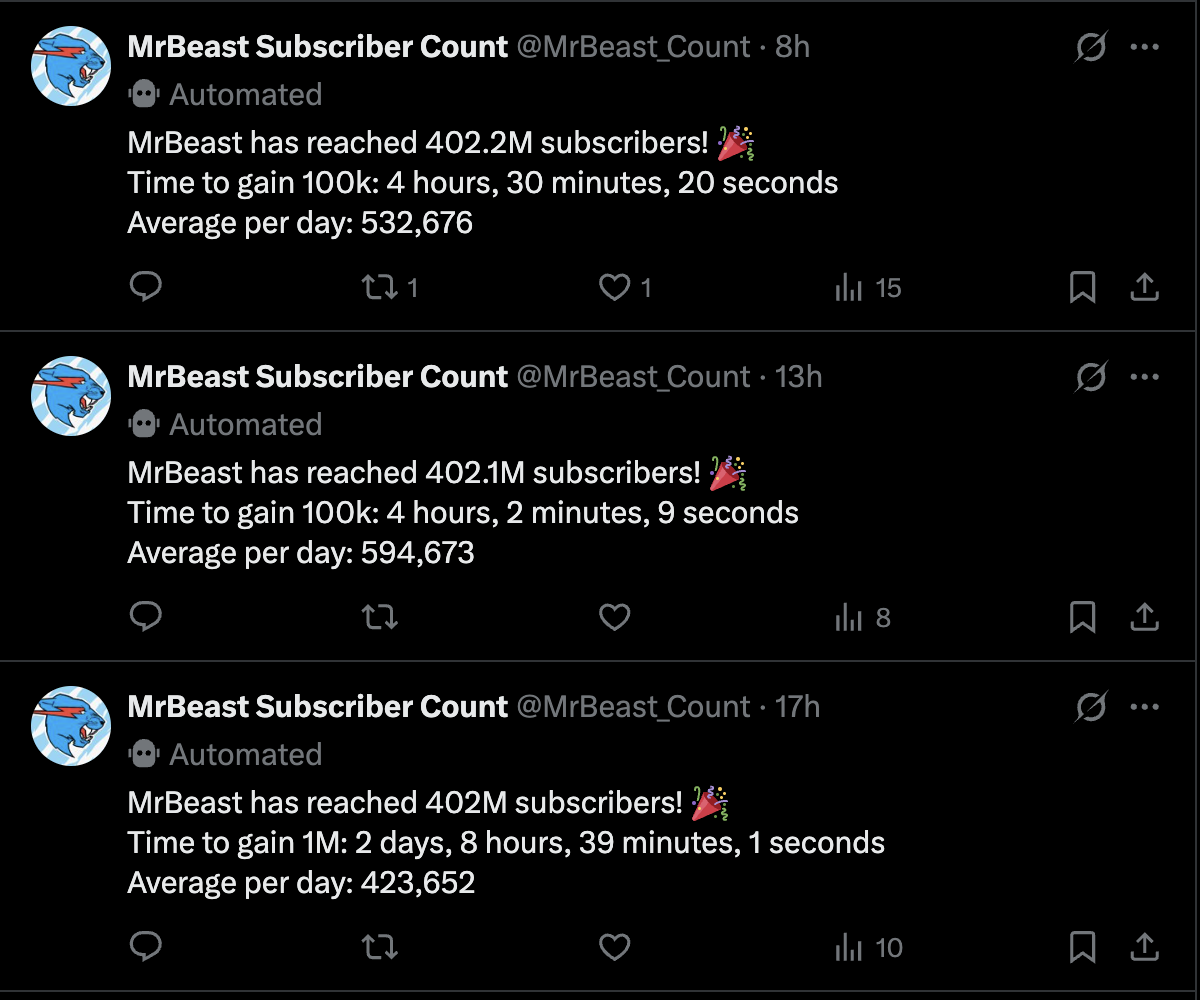 MrBeast Subscriber Count @MrBeast_Count · 8h
Automated
MrBeast has reached 402.2M subscribers! 🎉
Time to gain 100k: 4 hours, 30 minutes, 20 seconds
Average per day: 532,676
1 1 15
MrBeast Subscriber Count @MrBeast_Count · 13h
Automated
MrBeast has reached 402.1M subscribers! 🎉
Time to gain 100k: 4 hours, 2 minutes, 9 seconds
Average per day: 594,673
8
MrBeast Subscriber Count @MrBeast_Count · 17h
Automated
MrBeast has reached 402M subscribers! 🎉
Time to gain 1M: 2 days, 8 hours, 39 minutes, 1 seconds
Average per day: 423,652
10